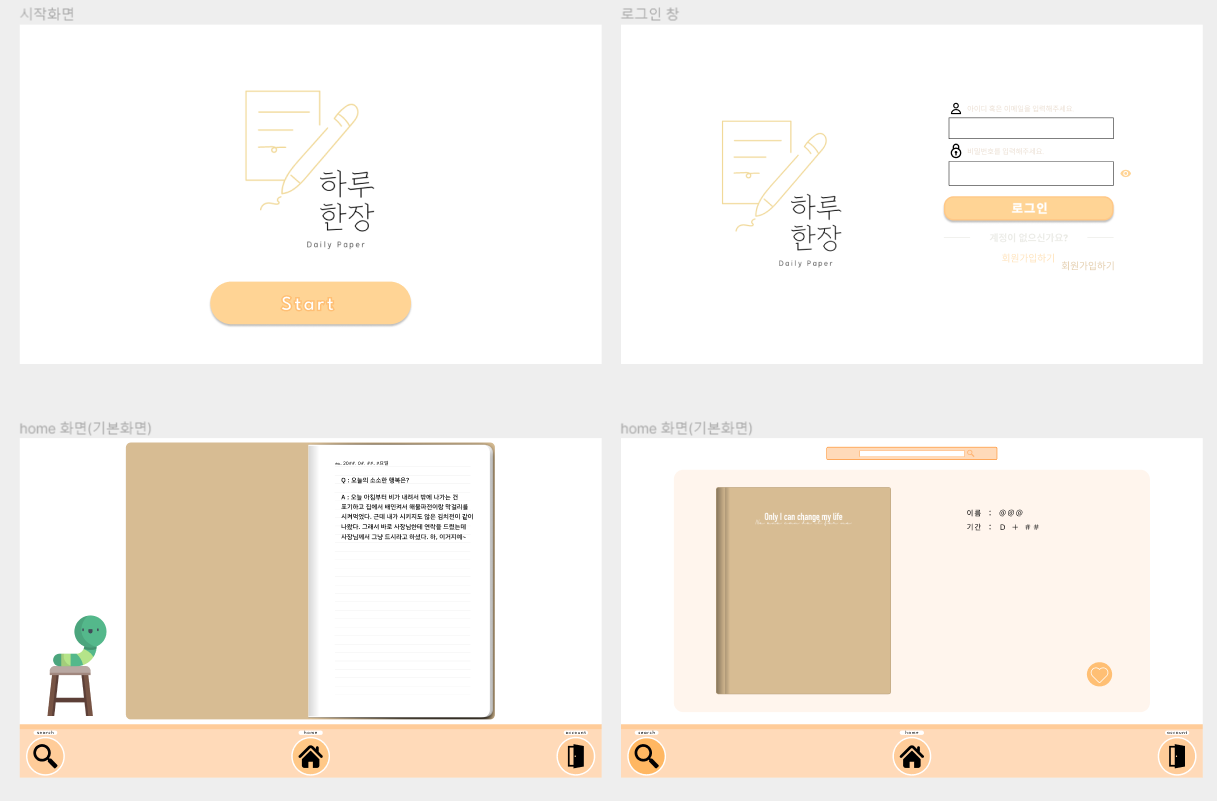 시작화면
하루
한장
Daily Paper
Start
로그인 창
하루
한장
Daily Paper
아이디 혹은 이메일을 입력해주세요
비밀번호를 입력해주세요
로그인
계정이 없으신가요?
회원가입하기
회원가입하기
home 화면(기본화면)
20##. 0#. ##. #요일
Q : 오늘의 소소한 행복은?
A : 오늘 아침부터 비가 내려서 밖에 나가는 건
포기하고 집에서 배민켜서 해물파전이랑 막걸리를
시켜먹었다. 근데 내가 시키지도 않은 김치전이 같이
나왔다. 그래서 바로 사장님한테 연락을 드렸는데
사장님께서 그냥 드시라고 하셨다. 하, 이거지예~
search
home
account
home 화면(기본화면)
Only I can change my life
이름 : @@@
기간 : D + ##
search
home
account